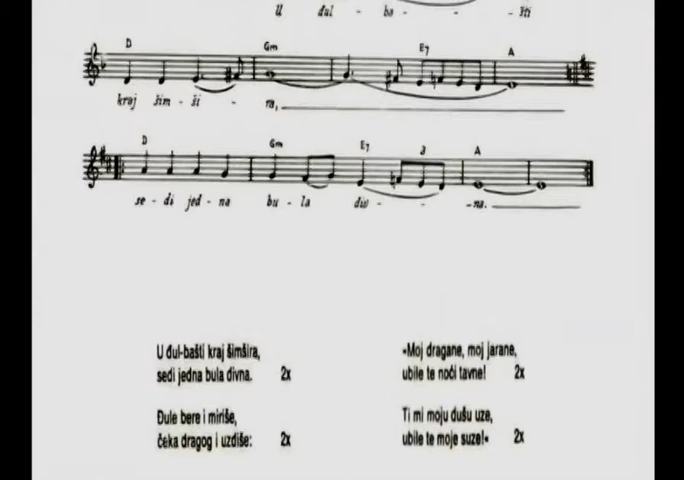 U đul - ba - - - šti
D Gm E7 A
kraj šim - ši - ra,
D Gm E7 3 A
se - di jed - na bu - la div - - - na.
U đul-bašti kraj šimšira,
sedi jedna bula divna. 2x
Đule bere i miriše,
čeka dragog i uzdiše: 2x
»Moj dragane, moj jarane,
ubile te noći tavne! 2x
Ti mi moju dušu uze,
ubile te moje suze!« 2x